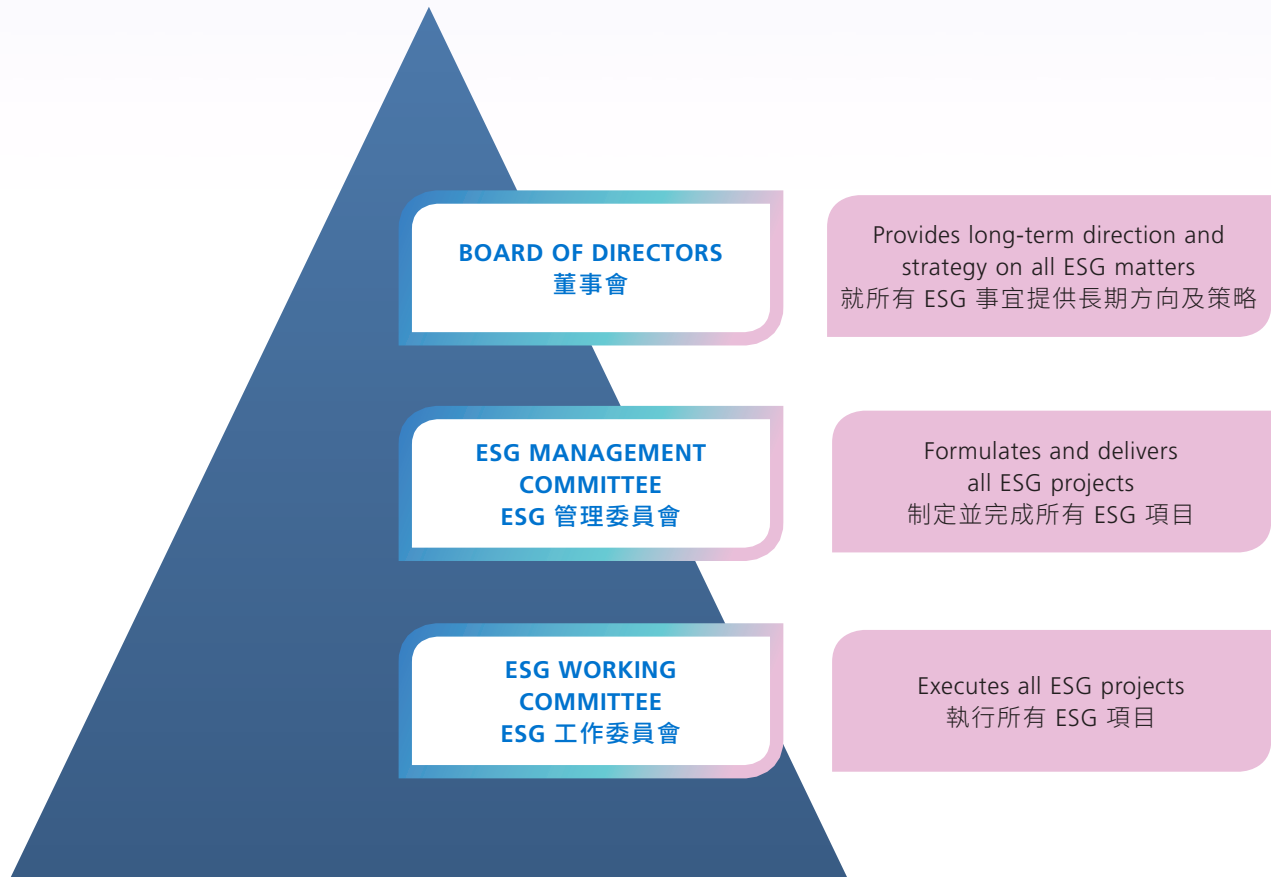 BOARD OF DIRECTORS
董事會
Provides long-term direction and
strategy on all ESG matters
就所有 ESG 事宜提供長期方向及策略
ESG MANAGEMENT
COMMITTEE
ESG 管理委員會
Formulates and delivers
all ESG projects
制定並完成所有 ESG 項目
ESG WORKING
COMMITTEE
ESG 工作委員會
Executes all ESG projects
執行所有 ESG 項目